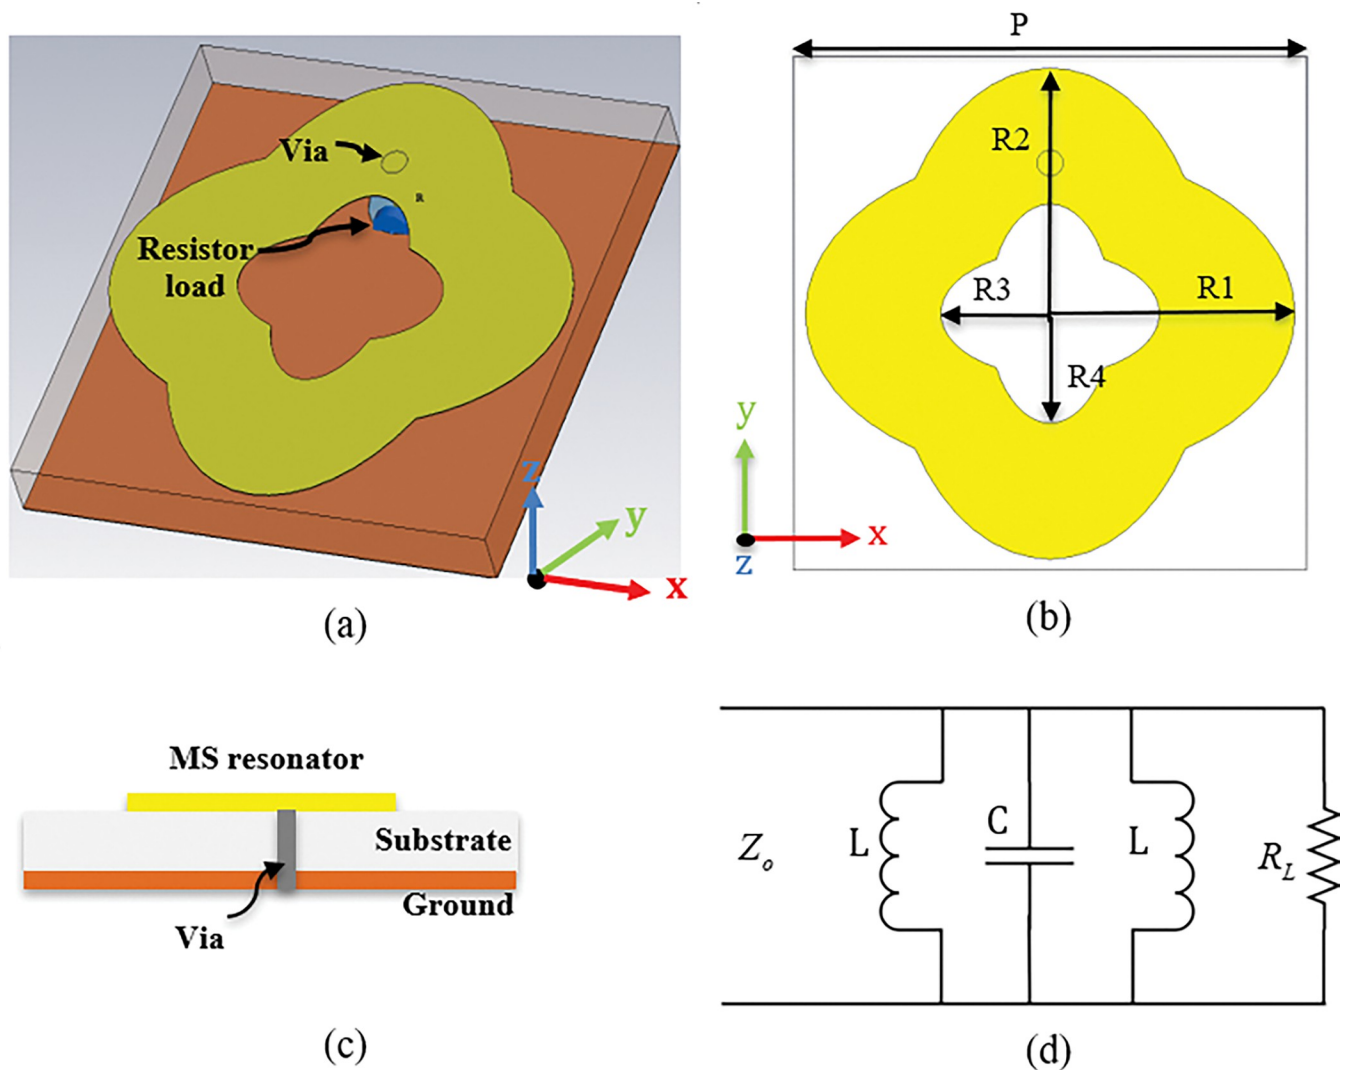 Via
R
Resistor
load
z
y
x
(a)
P
R2
R3
R1
R4
y
x
z
(b)
MS resonator
Substrate
Ground
Via
(c)
Zo
L
C
L
RL
(d)